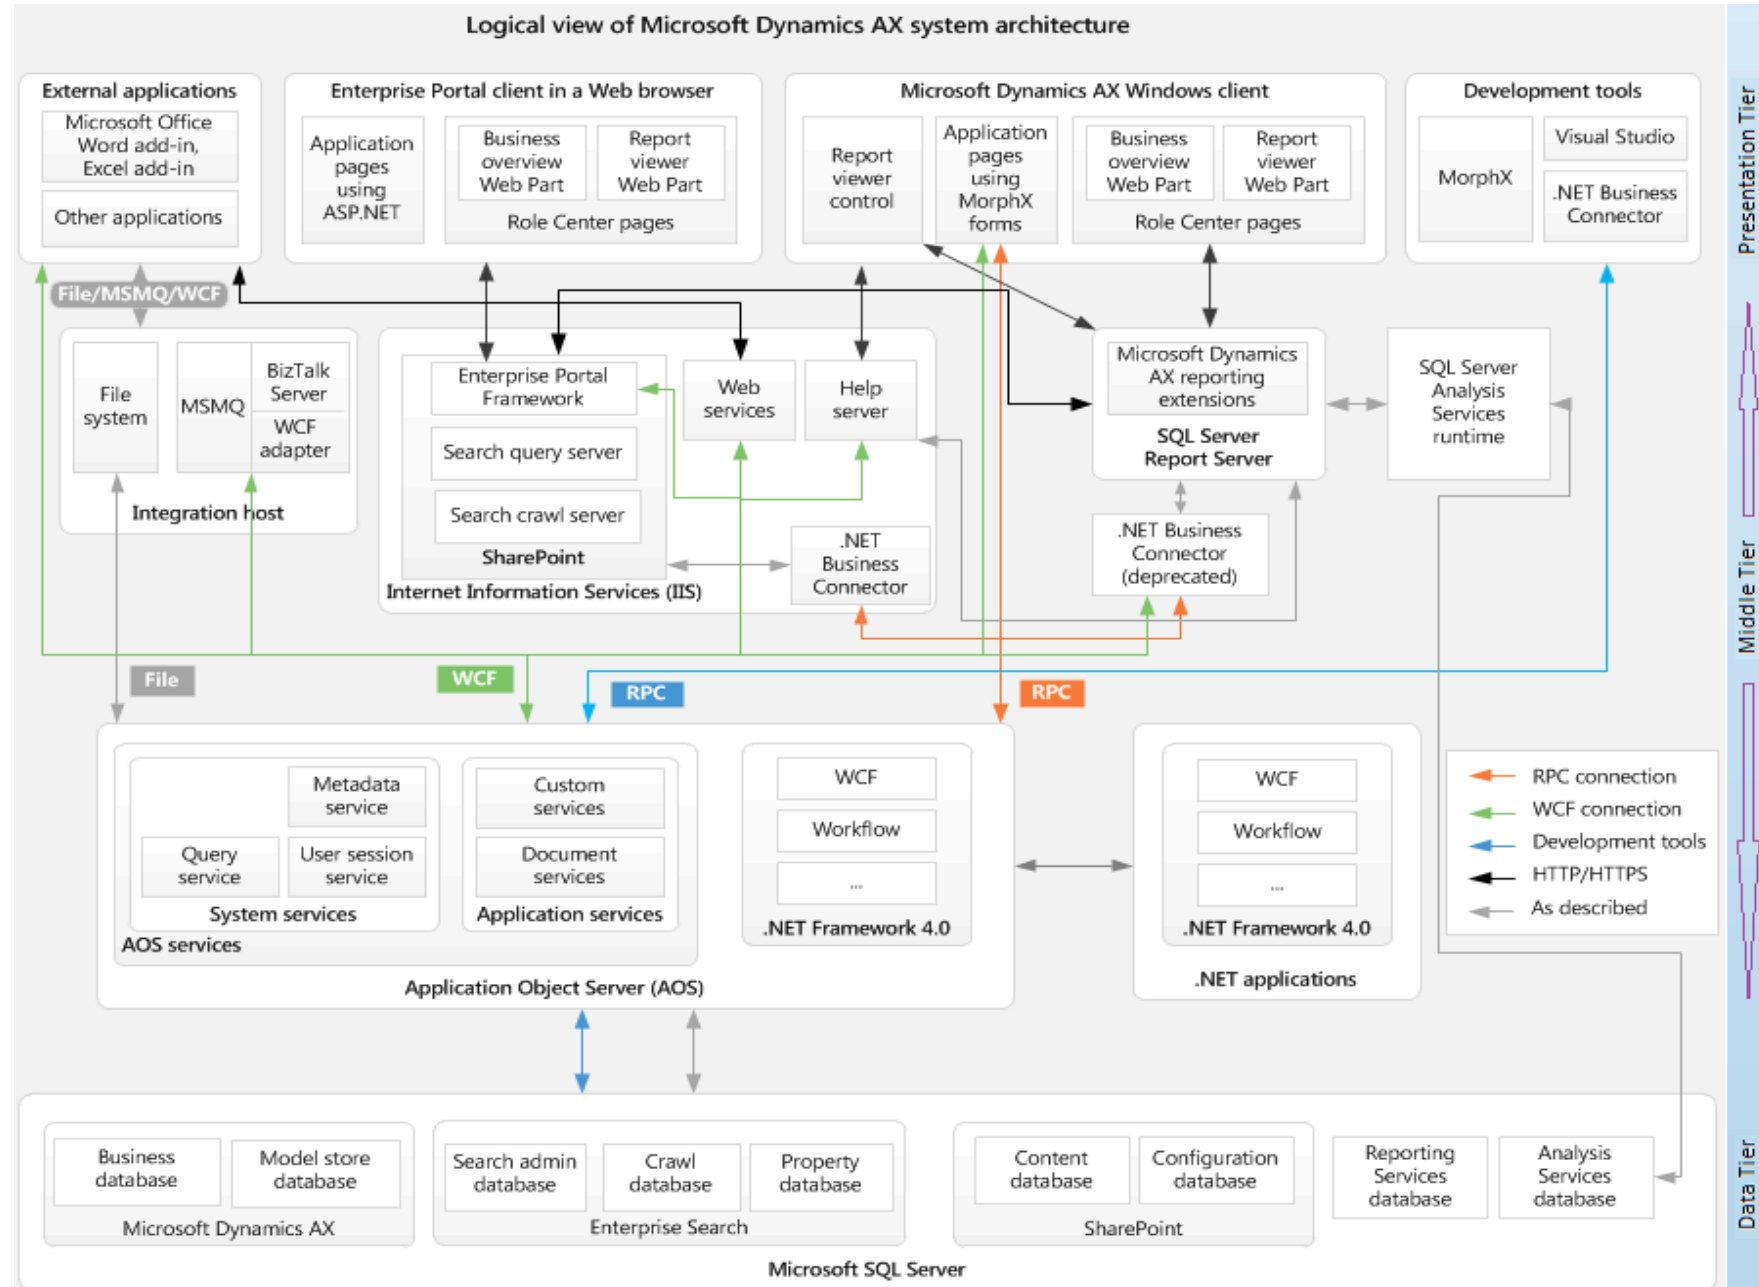 Logical view of Microsoft Dynamics AX system architecture
External applications
Microsoft Office
Word add-in,
Excel add-in
Other applications
Enterprise Portal client in a Web browser
Application
pages
using
ASP.NET
Business
overview
Web Part
Report
viewer
Web Part
Role Center pages
Microsoft Dynamics AX Windows client
Report
viewer
control
Application
pages
using
MorphX
forms
Business
overview
Web Part
Report
viewer
Web Part
Role Center pages
Development tools
MorphX
Visual Studio
.NET Business
Connector
Presentation Tier
File/MSMQ/WCF
File
system
MSMQ
BizTalk
Server
WCF
adapter
Integration host
Enterprise Portal
Framework
Search query server
Search crawl server
SharePoint
Web
services
Help
server
.NET
Business
Connector
Internet Information Services (IIS)
Microsoft Dynamics
AX reporting
extensions
SQL Server
Report Server
SQL Server
Analysis
Services
runtime
.NET Business
Connector
(deprecated)
Middle Tier
File
WCF
RPC
RPC
Metadata
service
Query
service
User session
service
System services
Custom
services
Document
services
Application services
AOS services
WCF
Workflow
...
.NET Framework 4.0
Application Object Server (AOS)
WCF
Workflow
...
.NET Framework 4.0
.NET applications
RPC connection
WCF connection
Development tools
HTTP/HTTPS
As described
Business
database
Model store
database
Microsoft Dynamics AX
Search admin
database
Crawl
database
Property
database
Enterprise Search
Content
database
Configuration
database
SharePoint
Reporting
Services
database
Analysis
Services
database
Data Tier
Microsoft SQL Server